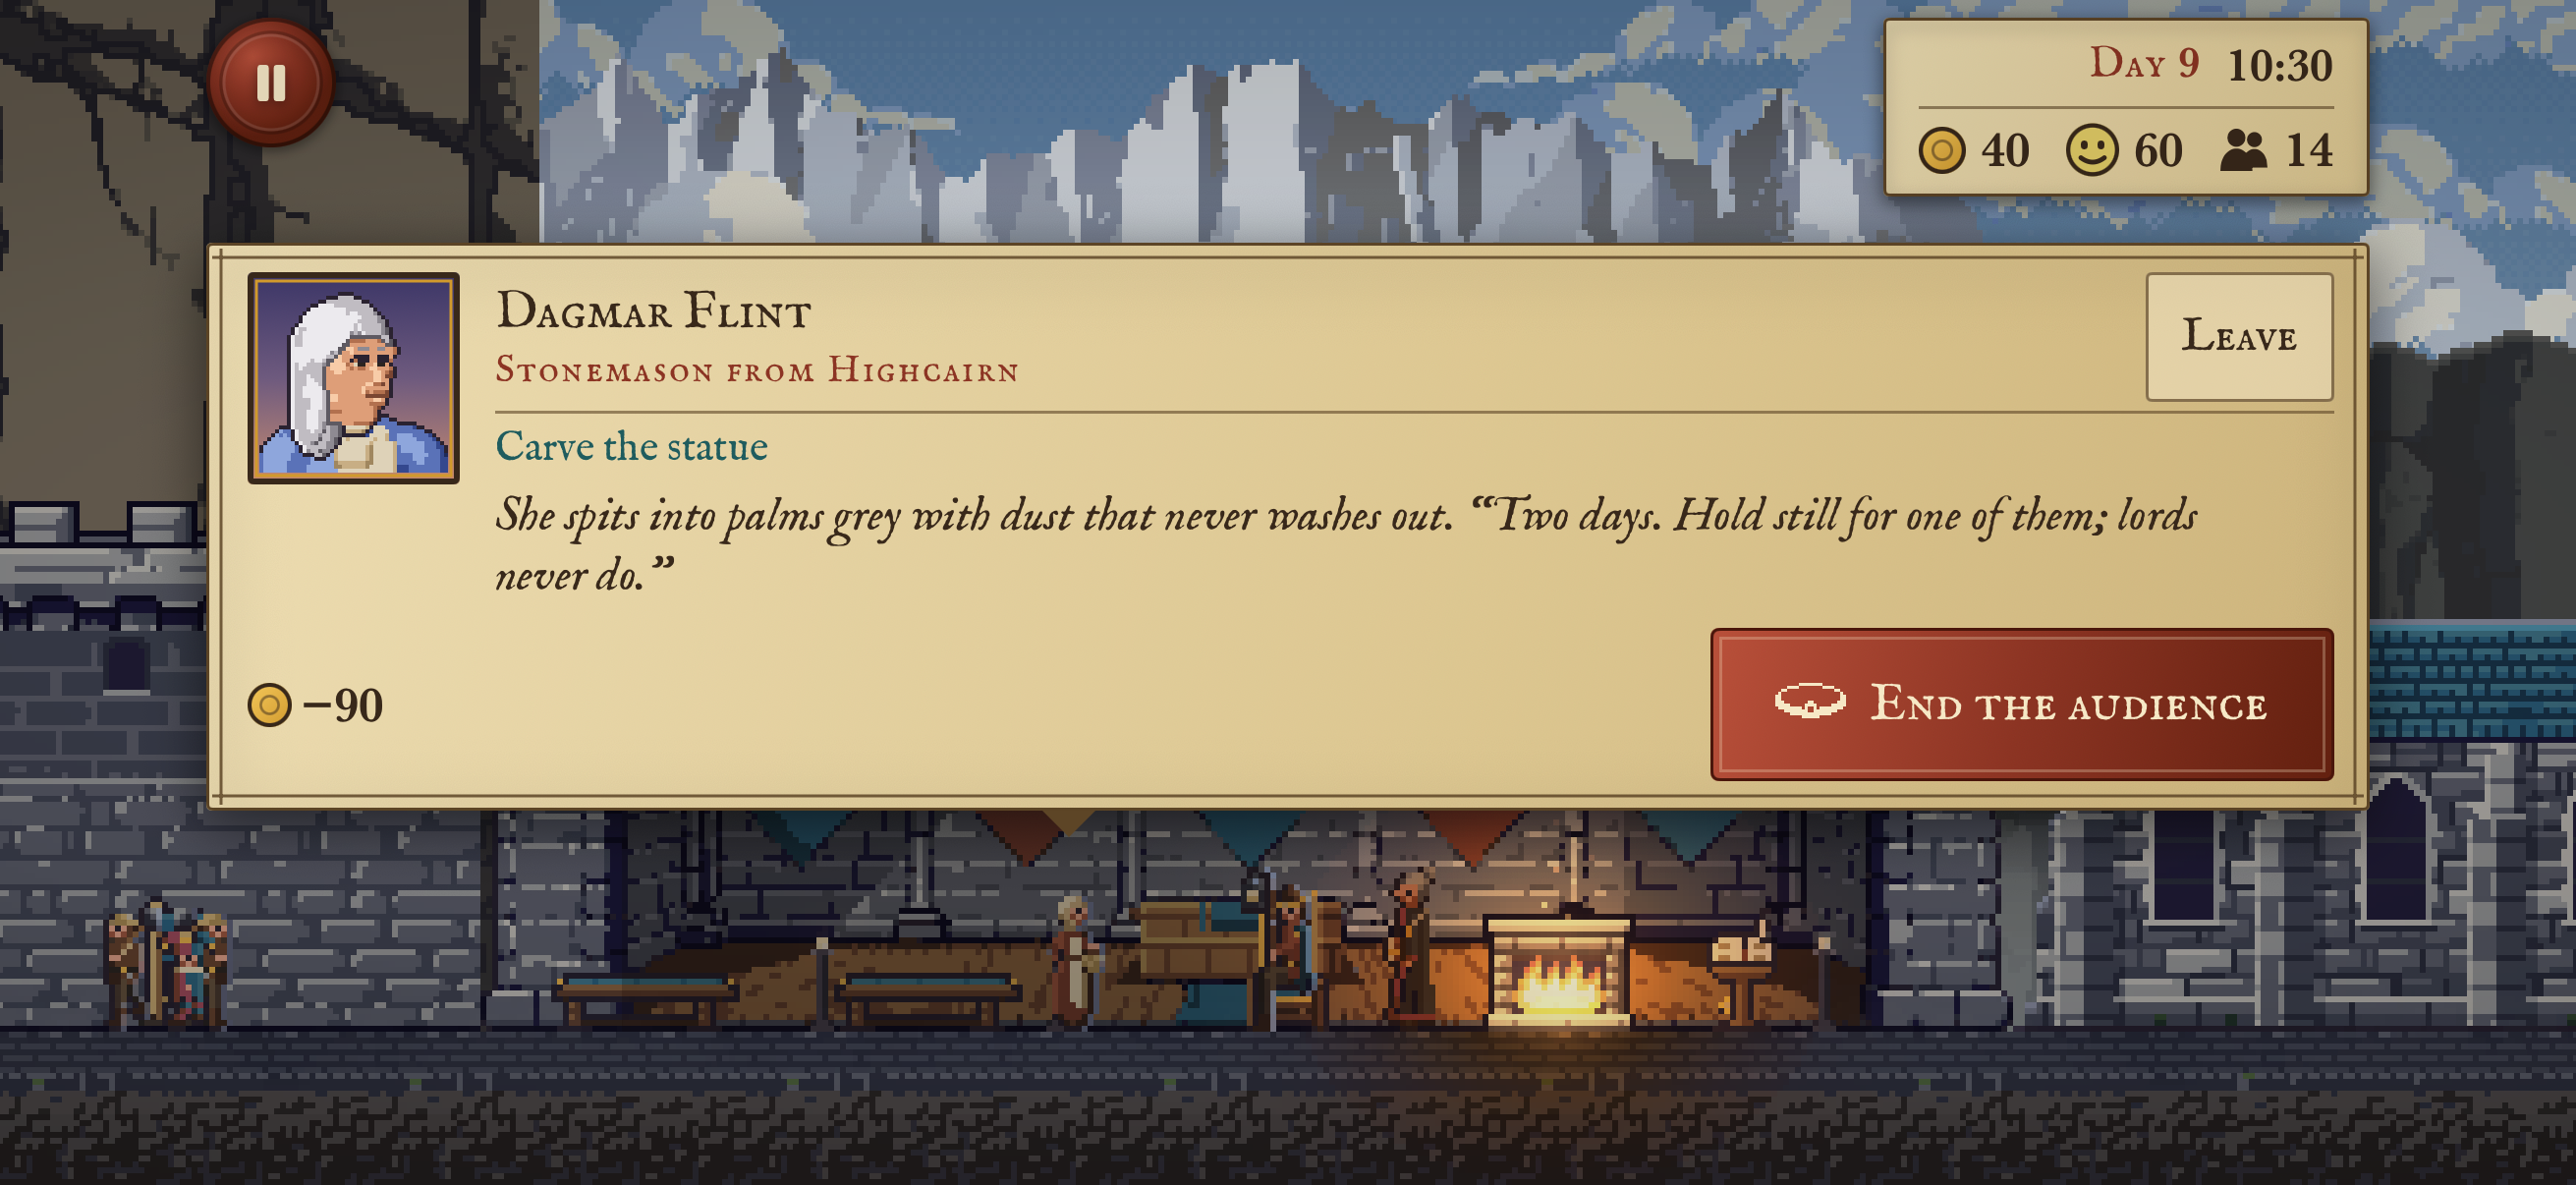 Day 9 10:30
40 60 14
Dagmar Flint
Leave
Stonemason from Highcairn
Carve the statue
She spits into palms grey with dust that never washes out. “Two days. Hold still for one of them; lords
never do.”
−90
End the audience